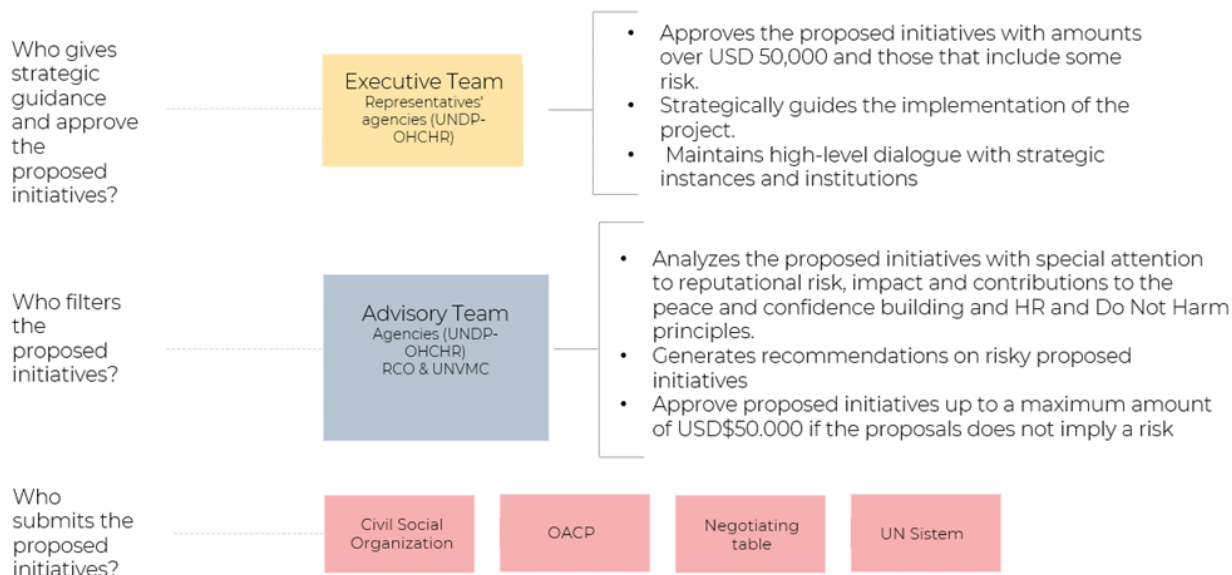 Who gives
strategic
guidance
and approve
the
proposed
initiatives?
Executive Team
Representatives'
agencies (UNDP-
OHCHR)
• Approves the proposed initiatives with amounts
over USD 50,000 and those that include some
risk.
• Strategically guides the implementation of the
project.
• Maintains high-level dialogue with strategic
instances and institutions
Who filters
the
proposed
initiatives?
Advisory Team
Agencies (UNDP-
OHCHR)
RCO & UNVMC
• Analyzes the proposed initiatives with special attention
to reputational risk, impact and contributions to the
peace and confidence building and HR and Do Not Harm
principles.
• Generates recommendations on risky proposed
initiatives
• Approve proposed initiatives up to a maximum amount
of USD$50.000 if the proposals does not imply a risk
Who
submits the
proposed
initiatives?
Civil Social
Organization
OACP
Negotiating
table
UN Sistem